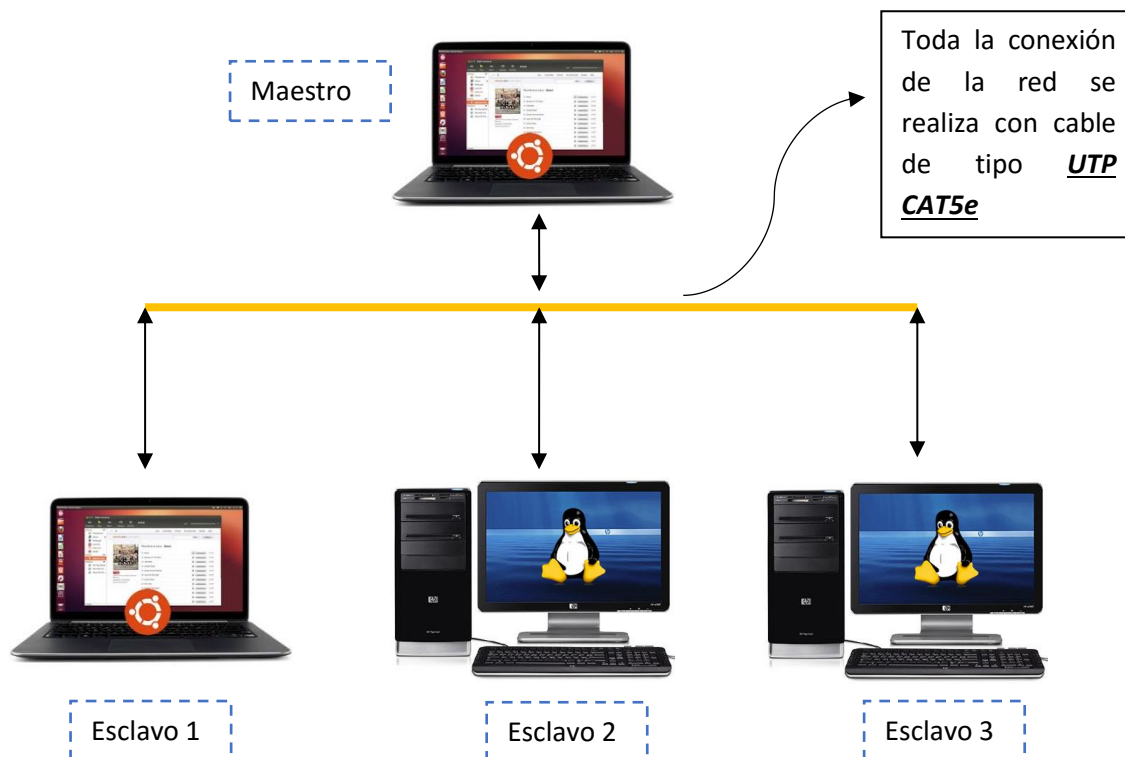 Maestro
Toda la conexión
de la red se
realiza con cable
de tipo UTP
CAT5e
Esclavo 1
Esclavo 2
Esclavo 3